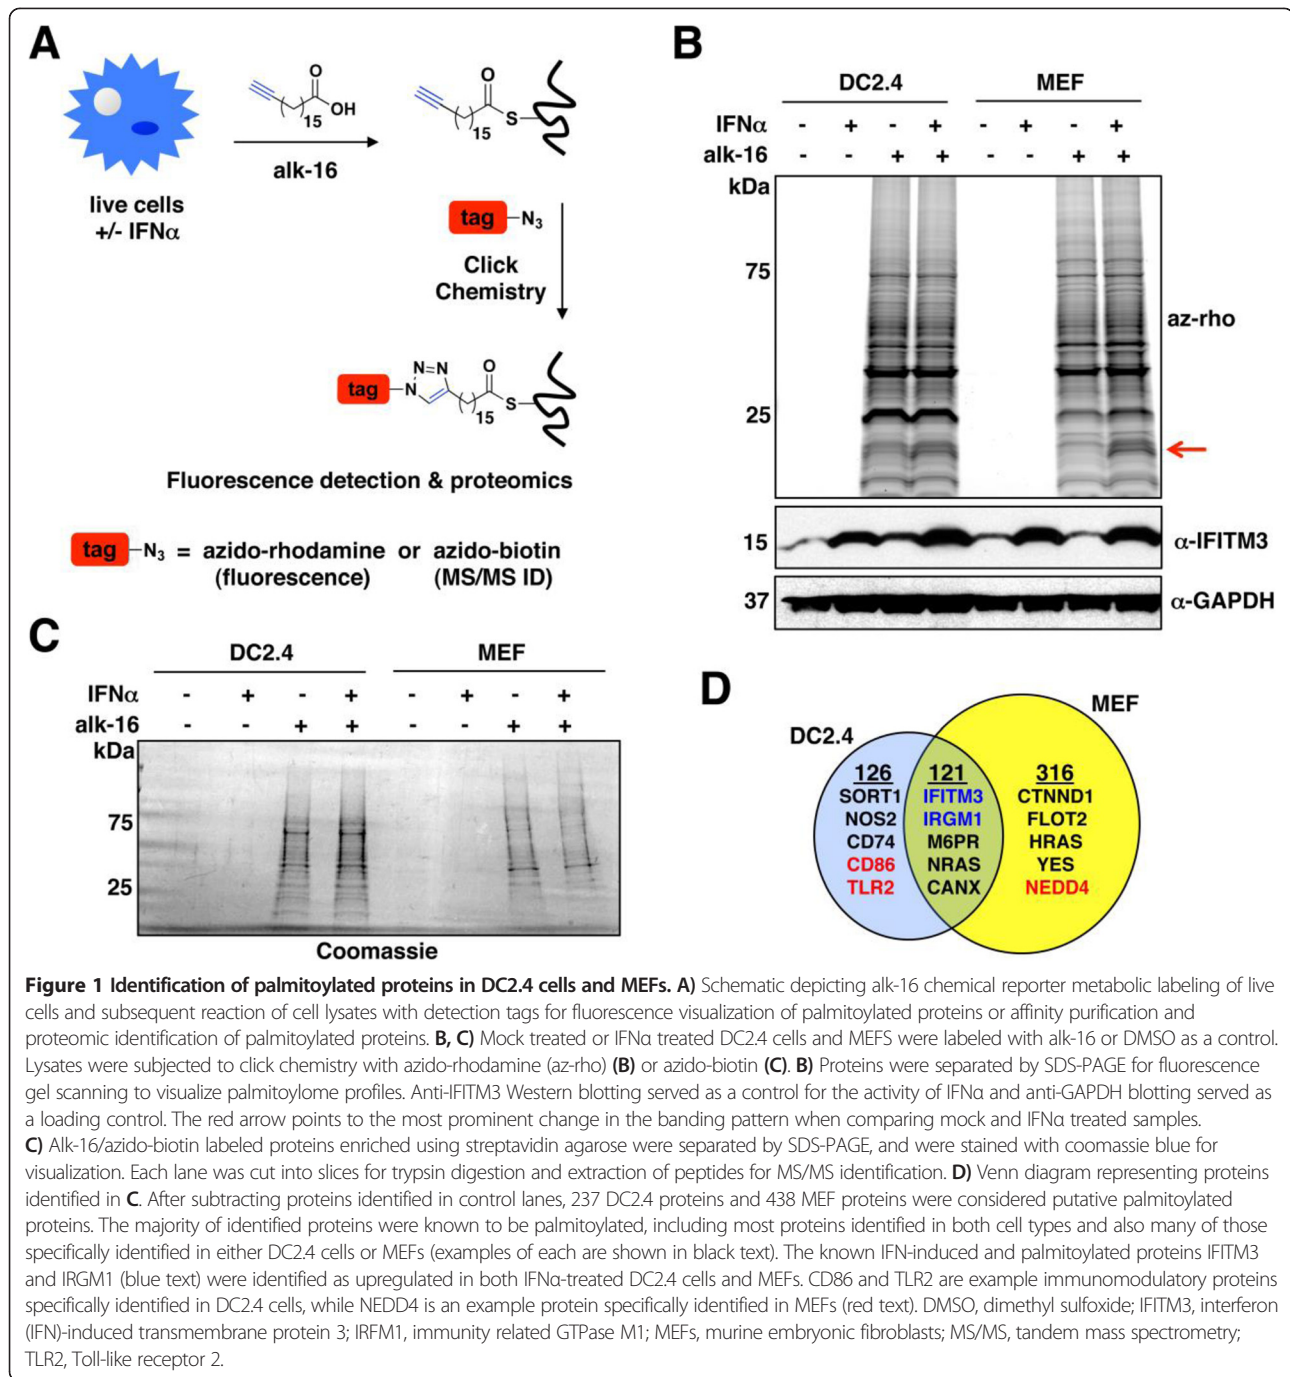 A
O
OH
15
alk-16
live cells
+/- IFNα
O
S
15
tag
N3
Click
Chemistry
tag
N
N=N
15
O
S
Fluorescence detection & proteomics
tag –N3 = azido-rhodamine or azido-biotin
(fluorescence) (MS/MS ID)
B
DC2.4 MEF
IFNα - + - + - + - +
alk-16 - - + + - - + +
kDa
75
25
az-rho
15
α-IFITM3
37
α-GAPDH
C
DC2.4 MEF
IFNα - + - + - + - +
alk-16 - - + + - - + +
kDa
75
25
Coomassie
D
MEF
DC2.4
126 121 316
SORT1 IFITM3 CTNND1
NOS2 IRGM1 FLOT2
CD74 M6PR HRAS
CD86 NRAS YES
TLR2 CANX NEDD4
Figure 1 Identification of palmitoylated proteins in DC2.4 cells and MEFs. A) Schematic depicting alk-16 chemical reporter metabolic labeling of live
cells and subsequent reaction of cell lysates with detection tags for fluorescence visualization of palmitoylated proteins or affinity purification and
proteomic identification of palmitoylated proteins. B, C) Mock treated or IFNα treated DC2.4 cells and MEFS were labeled with alk-16 or DMSO as a control.
Lysates were subjected to click chemistry with azido-rhodamine (az-rho) (B) or azido-biotin (C). B) Proteins were separated by SDS-PAGE for fluorescence
gel scanning to visualize palmitoylome profiles. Anti-IFITM3 Western blotting served as a control for the activity of IFNα and anti-GAPDH blotting served as
a loading control. The red arrow points to the most prominent change in the banding pattern when comparing mock and IFNα treated samples.
C) Alk-16/azido-biotin labeled proteins enriched using streptavidin agarose were separated by SDS-PAGE, and were stained with coomassie blue for
visualization. Each lane was cut into slices for trypsin digestion and extraction of peptides for MS/MS identification. D) Venn diagram representing proteins
identified in C. After subtracting proteins identified in control lanes, 237 DC2.4 proteins and 438 MEF proteins were considered putative palmitoylated
proteins. The majority of identified proteins were known to be palmitoylated, including most proteins identified in both cell types and also many of those
specifically identified in either DC2.4 cells or MEFs (examples of each are shown in black text). The known IFN-induced and palmitoylated proteins IFITM3
and IRGM1 (blue text) were identified as upregulated in both IFNα-treated DC2.4 cells and MEFs. CD86 and TLR2 are example immunomodulatory proteins
specifically identified in DC2.4 cells, while NEDD4 is an example protein specifically identified in MEFs (red text). DMSO, dimethyl sulfoxide; IFITM3, interferon
(IFN)-induced transmembrane protein 3; IRFM1, immunity related GTPase M1; MEFs, murine embryonic fibroblasts; MS/MS, tandem mass spectrometry;
TLR2, Toll-like receptor 2.